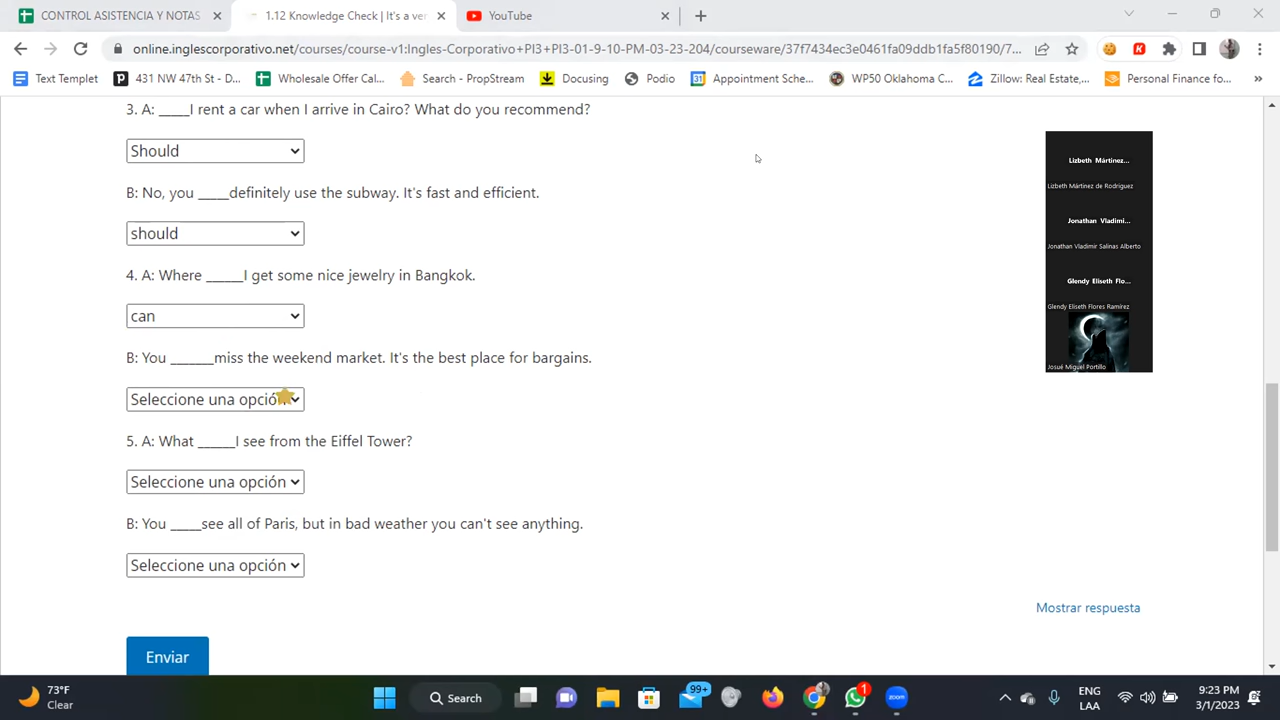 CONTROL ASISTENCIA Y NOTAS
1.12 Knowledge Check | It's a ver
YouTube
online.inglescorporativo.net/courses/course-v1:Ingles-Corporativo+PI3+PI3-01-9-10-PM-03-23-204/courseware/37f7434ec3e0461fa09ddb1fa5f80190/7...
Text Templet
431 NW 47th St - D...
Wholesale Offer Cal...
Search - PropStream
Docusing
Podio
Appointment Sche...
WP50 Oklahoma C...
Zillow: Real Estate,...
Personal Finance fo...
3. A: _____I rent a car when I arrive in Cairo? What do you recommend?
Should
B: No, you _____definitely use the subway. It's fast and efficient.
should
4. A: Where ______I get some nice jewelry in Bangkok.
can
B: You _______miss the weekend market. It's the best place for bargains.
Seleccione una opción
5. A: What ______I see from the Eiffel Tower?
Seleccione una opción
B: You _____see all of Paris, but in bad weather you can't see anything.
Seleccione una opción
Mostrar respuesta
Enviar
Lizbeth Mártinez...
Lizbeth Mártinez de Rodriguez
Jonathan Vladimi...
Jonathan Vladimir Salinas Alberto
Glendy Eliseth Flo...
Glendy Eliseth Flores Ramírez
Josué Miguel Portillo
73°F
Clear
Search
99+
1
zoom
ENG
LAA
9:23 PM
3/1/2023